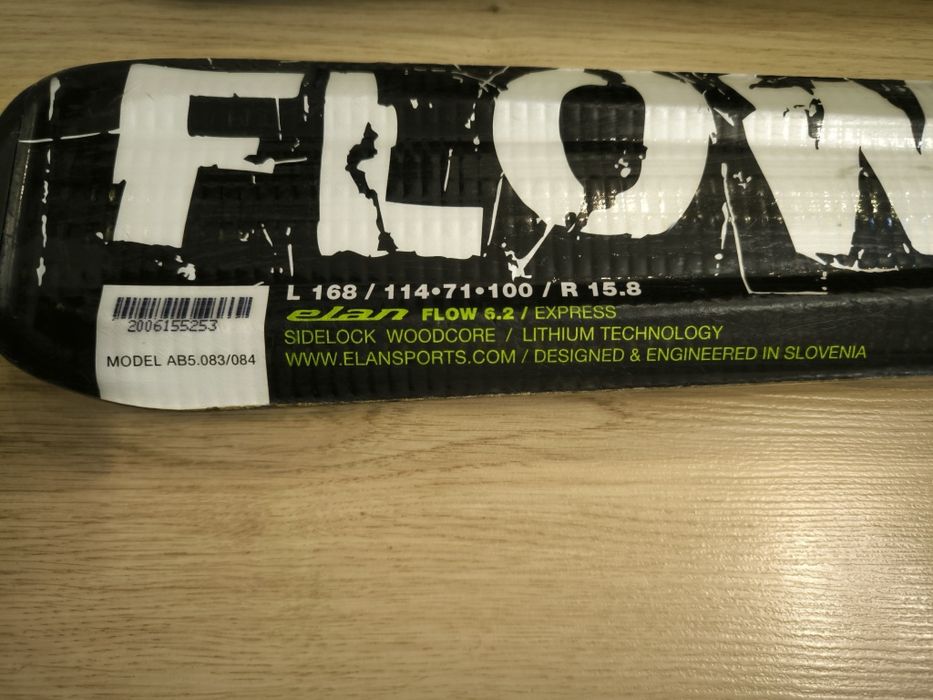 FLOW
L 168 / 114•71•100 / R 15.8
elan FLOW 6.2 / EXPRESS
SIDELOCK WOODCORE / LITHIUM TECHNOLOGY
WWW.ELANSPORTS.COM / DESIGNED & ENGINEERED IN SLOVENIA
2006155253
MODEL AB5.083/084